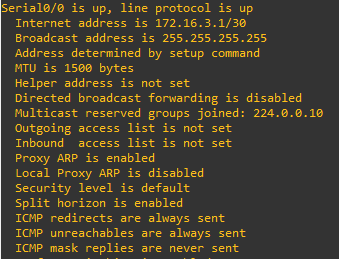 Serial0/0 is up, line protocol is up
Internet address is 172.16.3.1/30
Broadcast address is 255.255.255.255
Address determined by setup command
MTU is 1500 bytes
Helper address is not set
Directed broadcast forwarding is disabled
Multicast reserved groups joined: 224.0.0.10
Outgoing access list is not set
Inbound  access list is not set
Proxy ARP is enabled
Local Proxy ARP is disabled
Security level is default
Split horizon is enabled
ICMP redirects are always sent
ICMP unreachables are always sent
ICMP mask replies are never sent